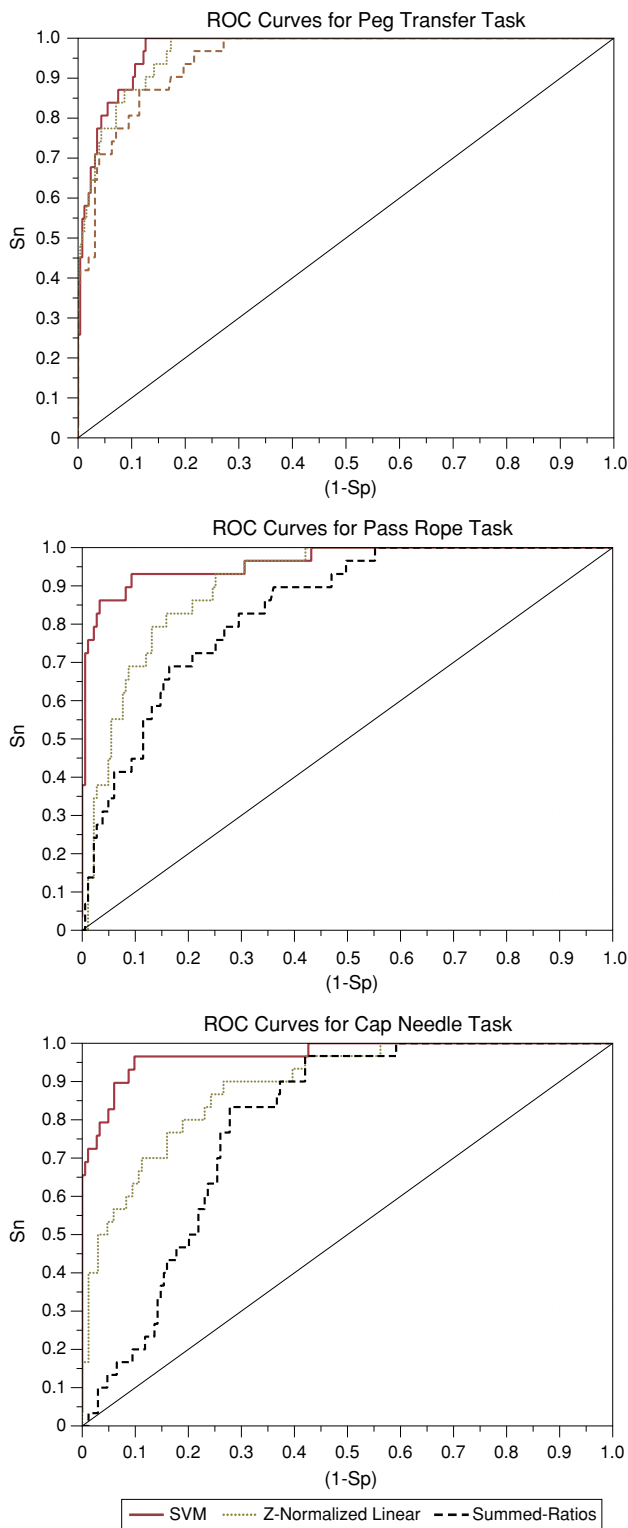 ROC Curves for Peg Transfer Task
1.0
0.9
0.8
0.7
0.6
0.5
0.4
0.3
0.2
0.1
0
Sn
0 0.1 0.2 0.3 0.4 0.5 0.6 0.7 0.8 0.9 1.0
(1-Sp)
ROC Curves for Pass Rope Task
1.0
0.9
0.8
0.7
0.6
0.5
0.4
0.3
0.2
0.1
0
Sn
0 0.1 0.2 0.3 0.4 0.5 0.6 0.7 0.8 0.9 1.0
(1-Sp)
ROC Curves for Cap Needle Task
1.0
0.9
0.8
0.7
0.6
0.5
0.4
0.3
0.2
0.1
0
Sn
0 0.1 0.2 0.3 0.4 0.5 0.6 0.7 0.8 0.9 1.0
(1-Sp)
SVM Z-Normalized Linear Summed-Ratios